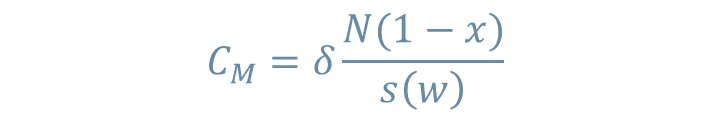 C_M = δ N(1 − x) / s(w)